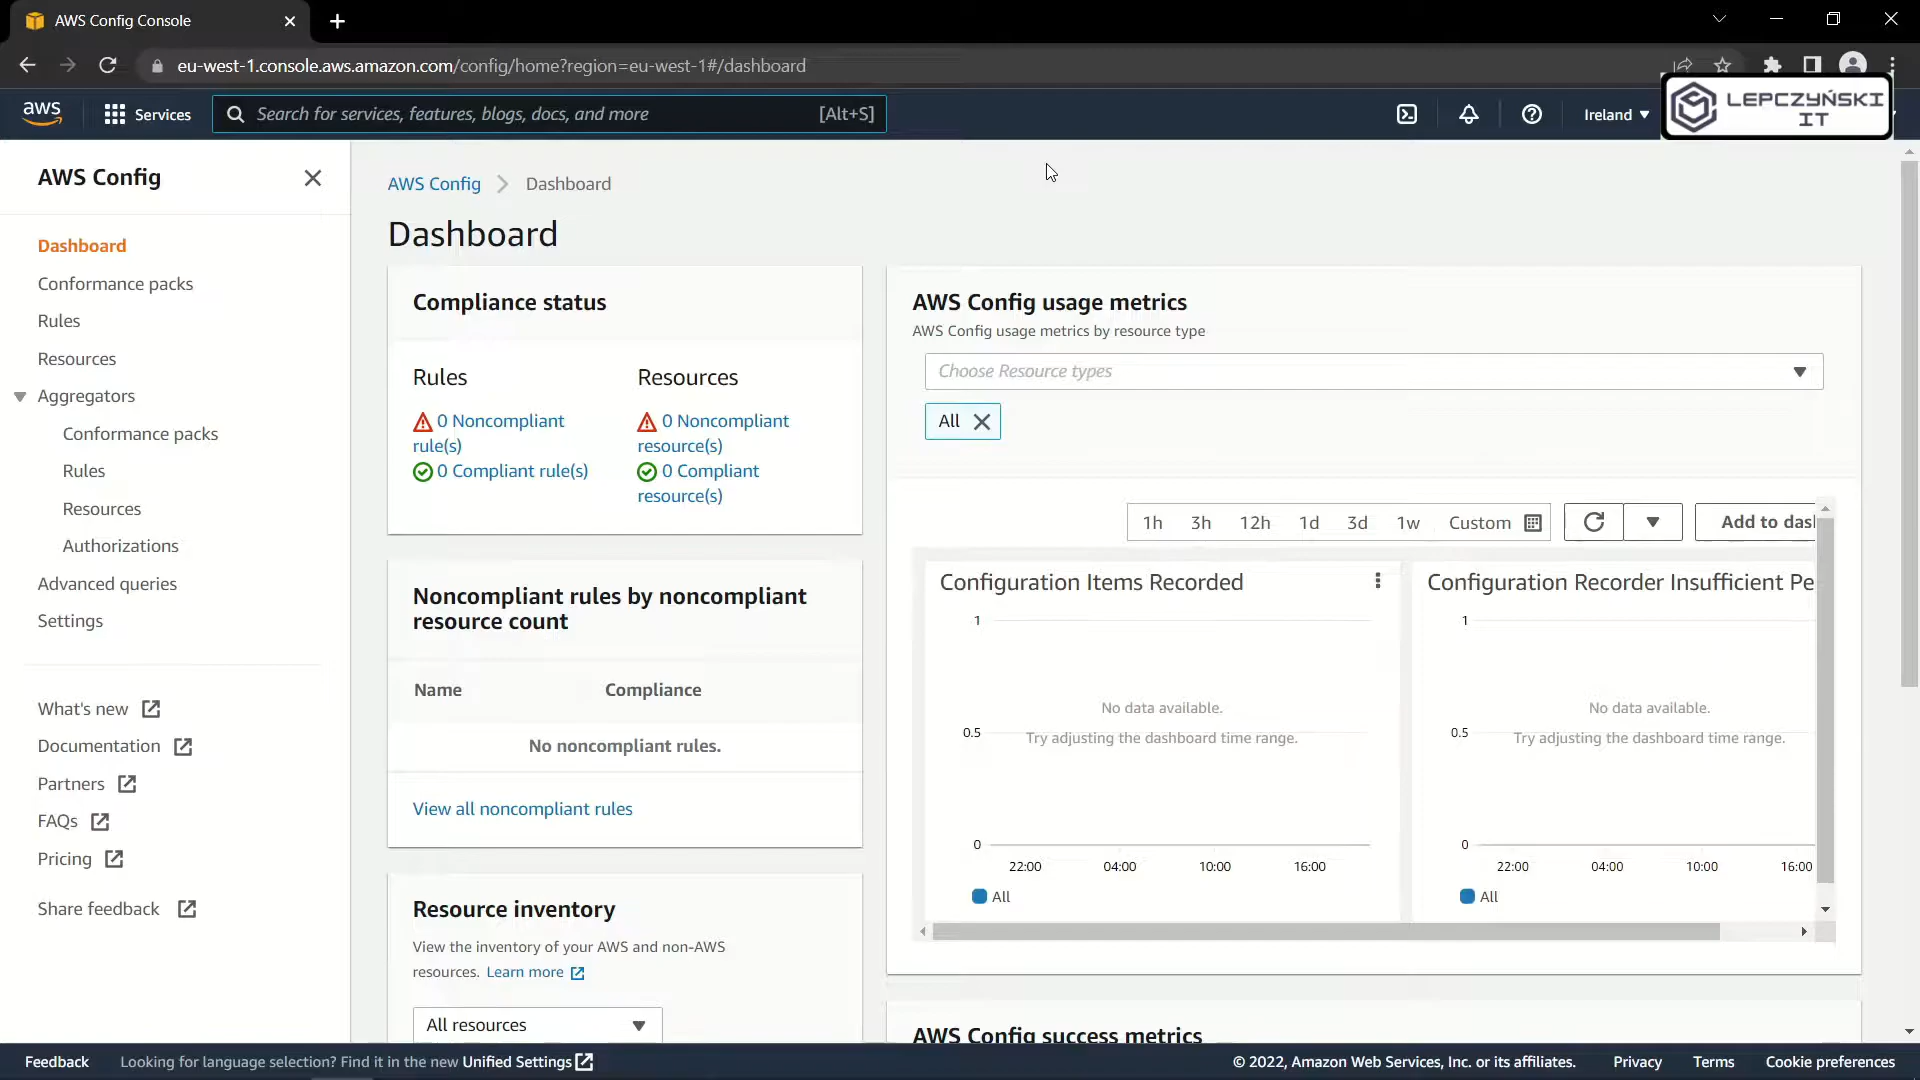 AWS Config Console
eu-west-1.console.aws.amazon.com/config/home?region=eu-west-1#/dashboard
aws
Services
Search for services, features, blogs, docs, and more
[Alt+S]
Ireland
LEPCZYŃSKI
IT
AWS Config
Dashboard
Conformance packs
Rules
Resources
Aggregators
Conformance packs
Rules
Resources
Authorizations
Advanced queries
Settings
What's new
Documentation
Partners
FAQs
Pricing
Share feedback
AWS Config
Dashboard
Dashboard
Compliance status
Rules
0 Noncompliant
rule(s)
0 Compliant rule(s)
Resources
0 Noncompliant
resource(s)
0 Compliant
resource(s)
Noncompliant rules by noncompliant
resource count
Name
Compliance
No noncompliant rules.
View all noncompliant rules
Resource inventory
View the inventory of your AWS and non-AWS
resources. Learn more
All resources
AWS Config usage metrics
AWS Config usage metrics by resource type
Choose Resource types
All
1h
3h
12h
1d
3d
1w
Custom
Add to das
Configuration Items Recorded
1
0.5
0
No data available.
Try adjusting the dashboard time range.
22:00
04:00
10:00
16:00
All
Configuration Recorder Insufficient Pe
1
0.5
0
No data available.
Try adjusting the dashboard time range.
22:00
04:00
10:00
16:00
All
AWS Config success metrics
Feedback
Looking for language selection? Find it in the new Unified Settings
© 2022, Amazon Web Services, Inc. or its affiliates.
Privacy
Terms
Cookie preferences